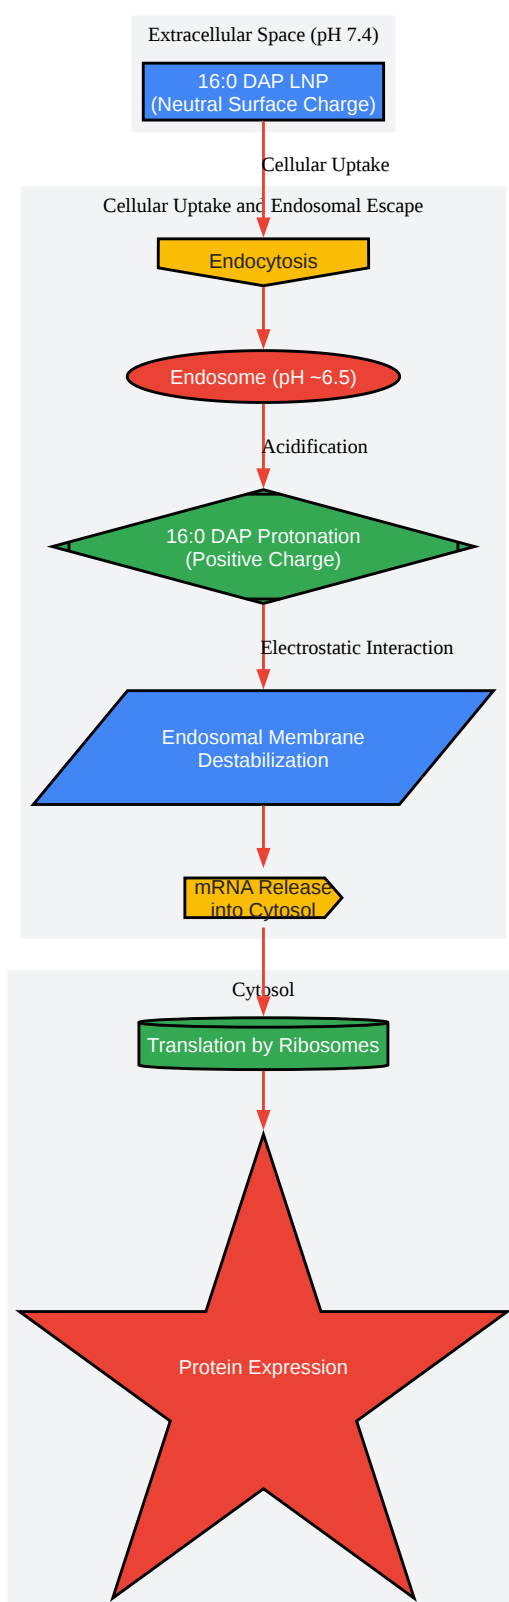 Extracellular Space (pH 7.4)
16:0 DAP LNP
(Neutral Surface Charge)
Cellular Uptake
Cellular Uptake and Endosomal Escape
Endocytosis
Endosome (pH ~6.5)
Acidification
16:0 DAP Protonation
(Positive Charge)
Electrostatic Interaction
Endosomal Membrane
Destabilization
mRNA Release
into Cytosol
Cytosol
Translation by Ribosomes
Protein Expression